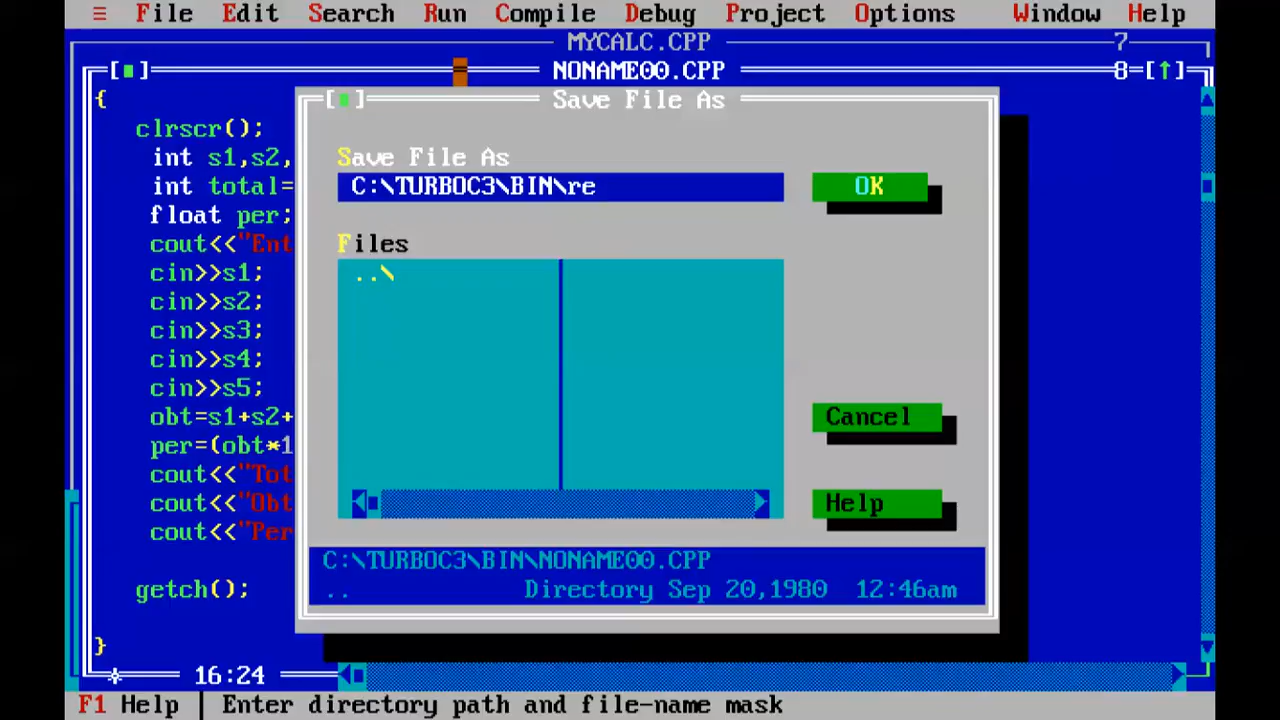 ≡ File Edit Search Run Compile Debug Project Options Window Help
MYCALC.CPP 7
NONAME00.CPP 8=[↑]
{
Save File As
clrscr();
int s1,s2,
Save File As
int total=
C:\TURBOC3\BIN\re
OK
float per;
cout<<"Ent
Files
cin>>s1;
..\
cin>>s2;
cin>>s3;
cin>>s4;
cin>>s5;
obt=s1+s2+
Cancel
per=(obt*1
cout<<"Tot
cout<<"Obt
Help
cout<<"Per
C:\TURBOC3\BIN\NONAME00.CPP
getch();
.. Directory Sep 20,1980 12:46am
}
16:24
F1 Help │ Enter directory path and file-name mask